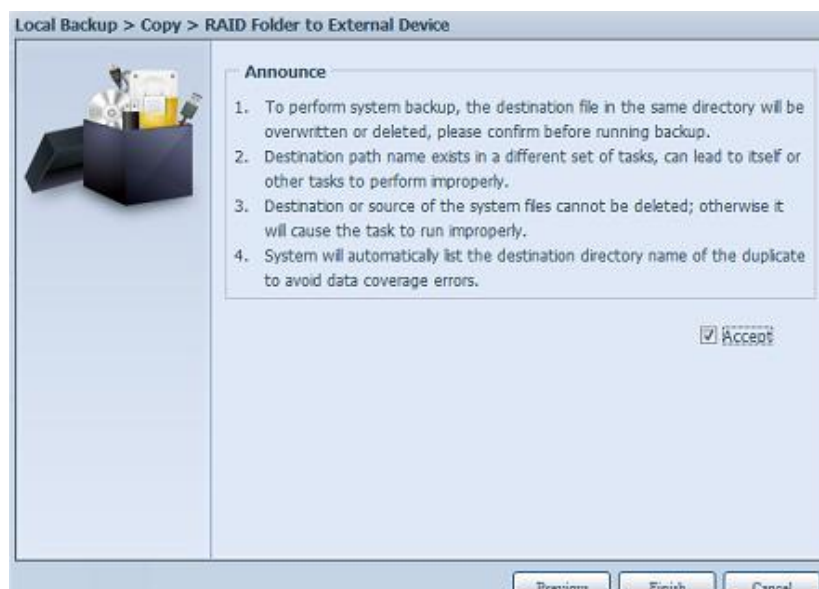 Local Backup > Copy > RAID Folder to External Device
Announce
1. To perform system backup, the destination file in the same directory will be
overwritten or deleted, please confirm before running backup.
2. Destination path name exists in a different set of tasks, can lead to itself or
other tasks to perform improperly.
3. Destination or source of the system files cannot be deleted; otherwise it
will cause the task to run improperly.
4. System will automatically list the destination directory name of the duplicate
to avoid data coverage errors.
Accept
Previous Finish Cancel